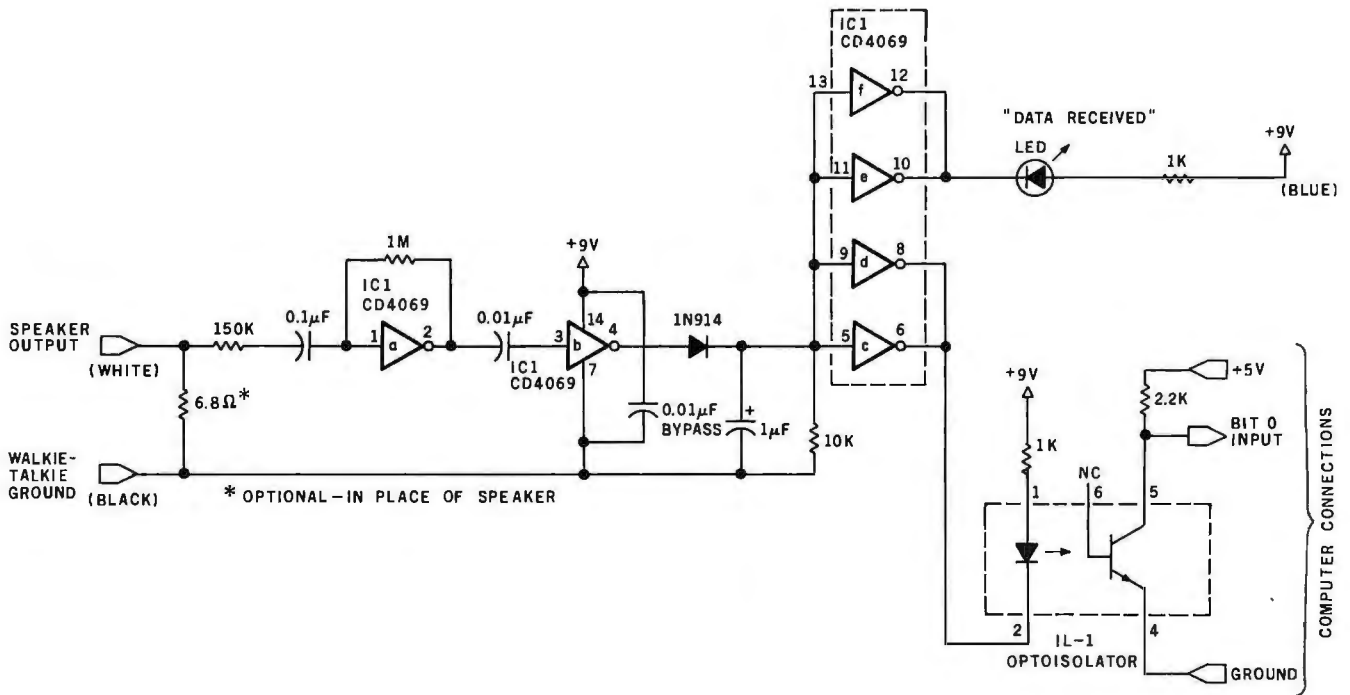 IC1
CD4069
13
f
12
"DATA RECEIVED"
LED
+9V
1K
(BLUE)
11
e
10
9
d
8
5
c
6
1M
IC1
CD4069
1
a
2
SPEAKER
OUTPUT
(WHITE)
150K
0.1µF
0.01µF
+9V
14
3
b
4
7
IC1
CD4069
1N914
6.8Ω*
0.01µF
BYPASS
+
1µF
10K
WALKIE-
TALKIE
GROUND
(BLACK)
* OPTIONAL–IN PLACE OF SPEAKER
+9V
1K
+5V
2.2K
BIT 0
INPUT
NC
1
6
5
2
4
IL-1
OPTOISOLATOR
GROUND
COMPUTER CONNECTIONS